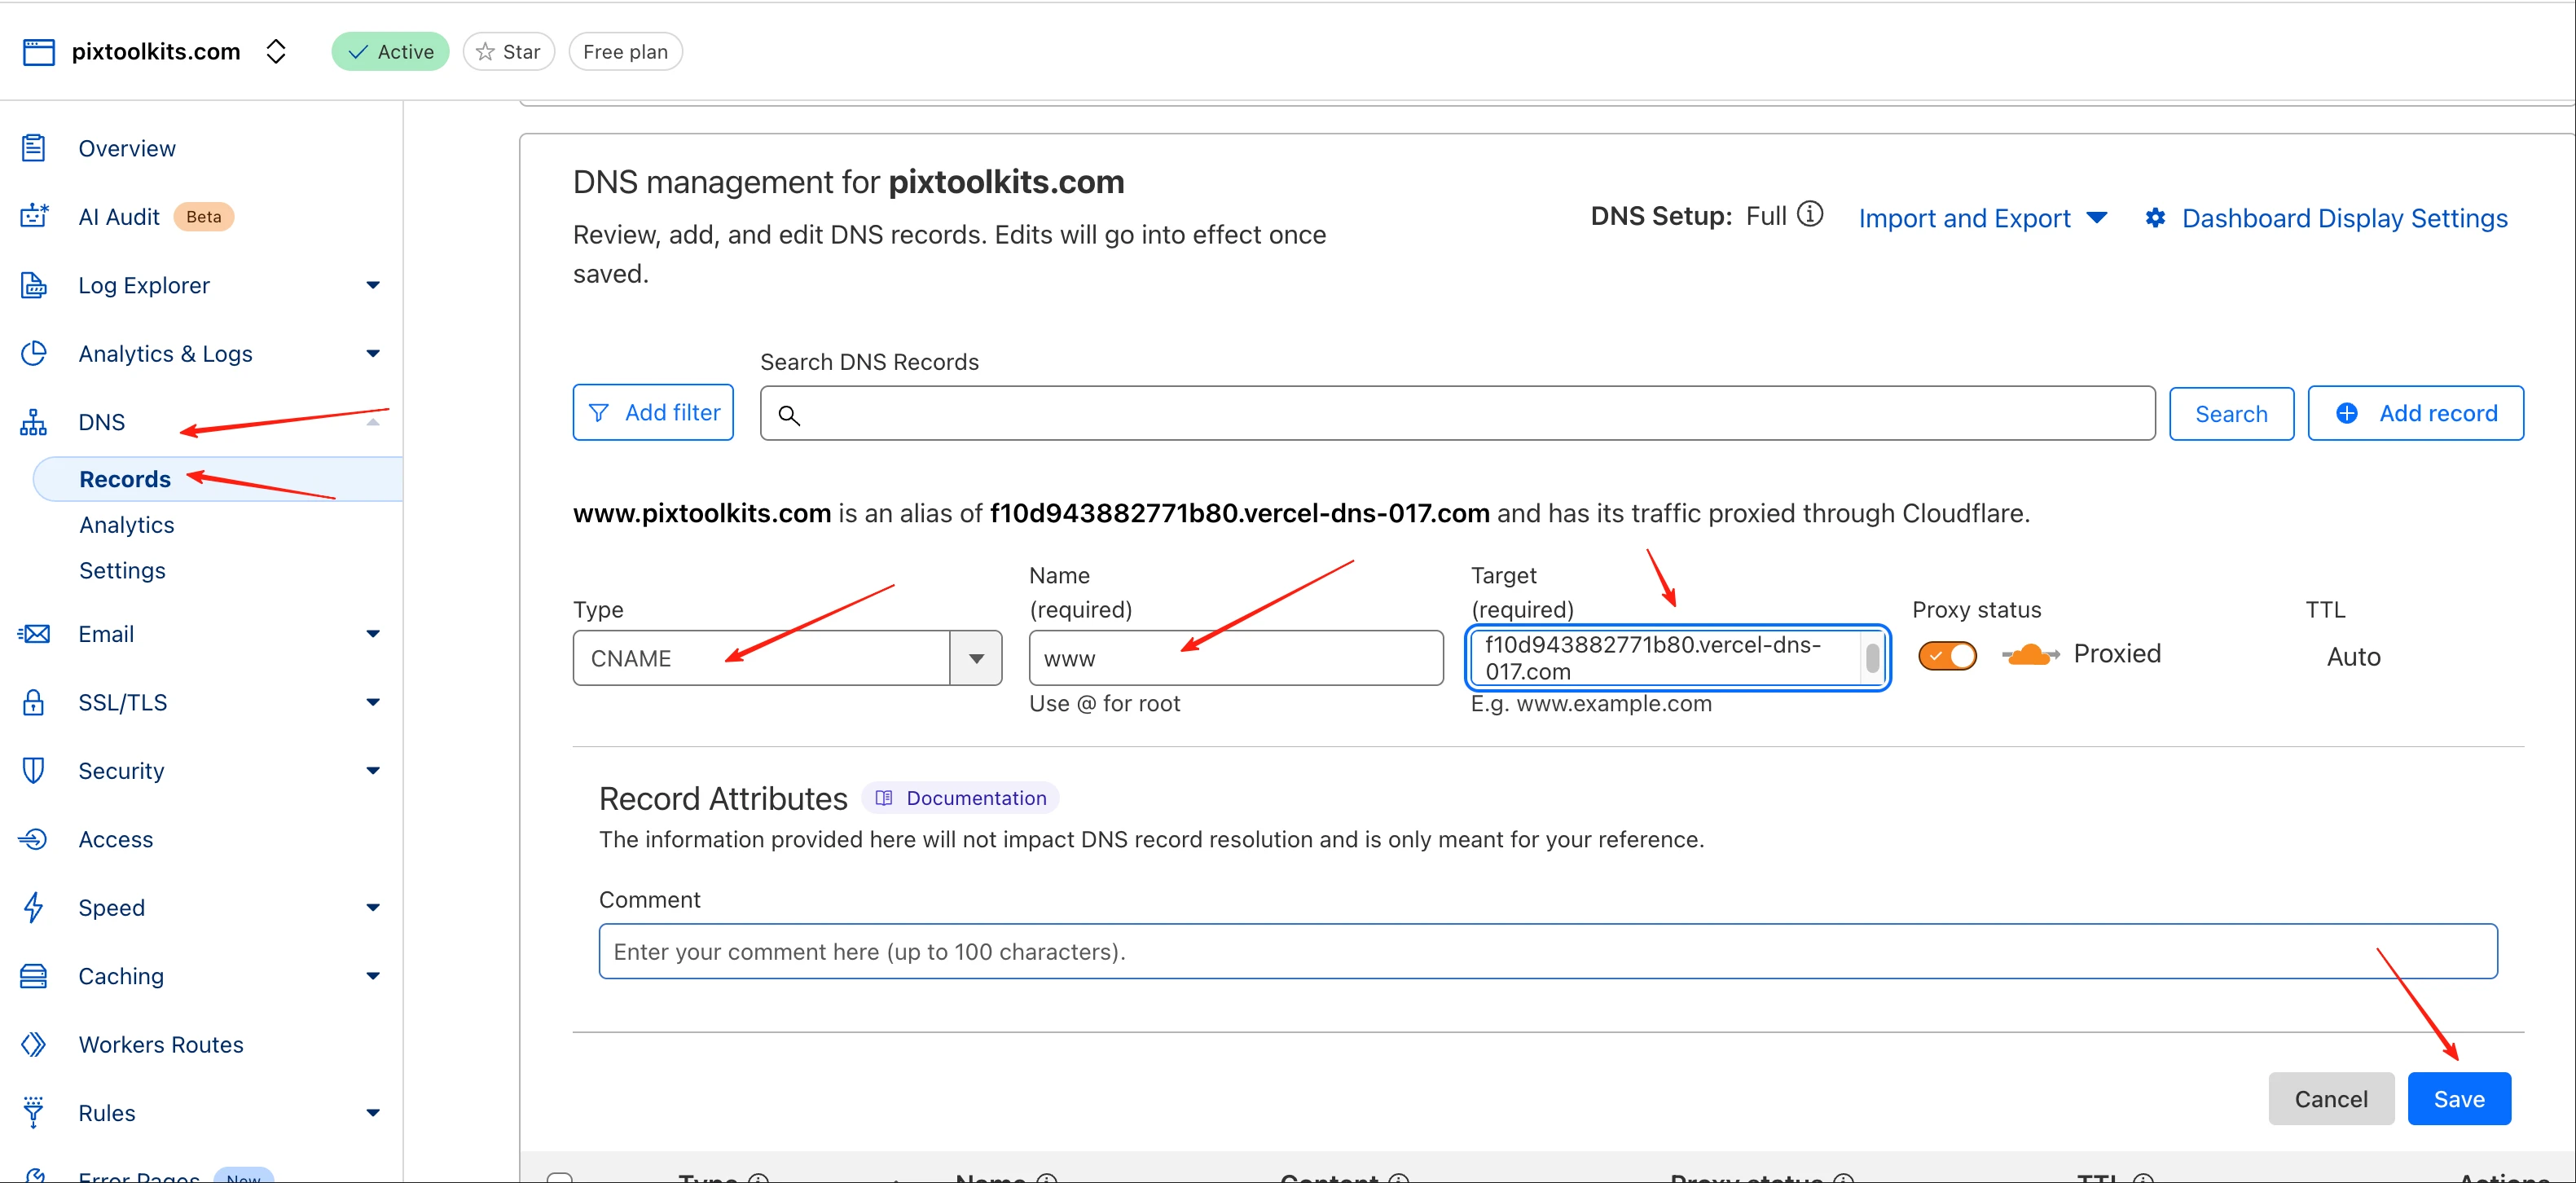 pixtoolkits.com
Active
Star
Free plan
Overview
AI Audit Beta
Log Explorer
Analytics & Logs
DNS
Records
Analytics
Settings
Email
SSL/TLS
Security
Access
Speed
Caching
Workers Routes
Rules
Error Pages New
DNS management for pixtoolkits.com
Review, add, and edit DNS records. Edits will go into effect once
saved.
DNS Setup: Full
Import and Export
Dashboard Display Settings
Search DNS Records
Add filter
Search
Add record
www.pixtoolkits.com is an alias of f10d943882771b80.vercel-dns-017.com and has its traffic proxied through Cloudflare.
Type
CNAME
Name
(required)
www
Use @ for root
Target
(required)
f10d943882771b80.vercel-dns-
017.com
E.g. www.example.com
Proxy status
Proxied
TTL
Auto
Record Attributes
Documentation
The information provided here will not impact DNS record resolution and is only meant for your reference.
Comment
Enter your comment here (up to 100 characters).
Cancel
Save
Type
Name
Content
Proxy status
TTL
Actions